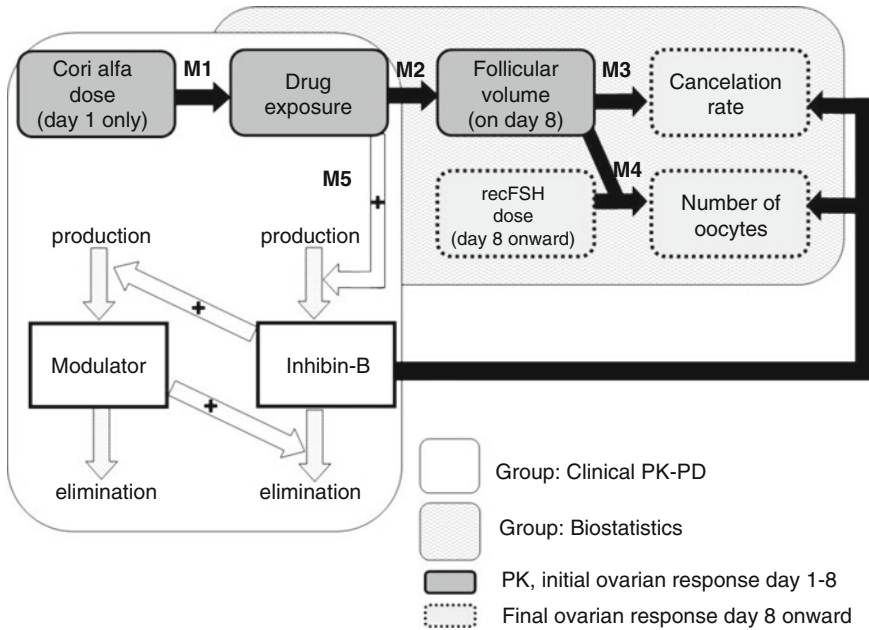 Cori alfa
dose
(day 1 only)
M1
Drug
exposure
M2
Follicular
volume
(on day 8)
M3
Cancelation
rate
M4
M5
+
recFSH
dose
(day 8 onward)
Number of
oocytes
production
production
+
Modulator
Inhibin-B
+
elimination
elimination
Group: Clinical PK-PD
Group: Biostatistics
PK, initial ovarian response day 1-8
Final ovarian response day 8 onward